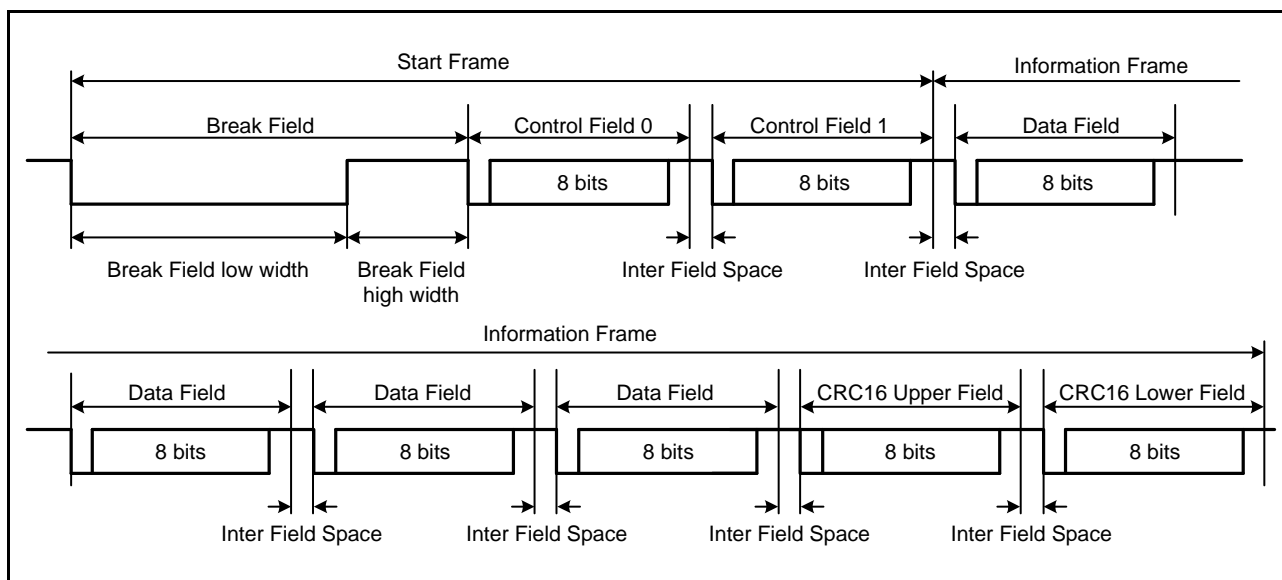 Start Frame
Information Frame
Break Field
Control Field 0
Control Field 1
Data Field
8 bits
8 bits
8 bits
Break Field low width
Break Field
high width
Inter Field Space
Inter Field Space
Information Frame
Data Field
Data Field
Data Field
CRC16 Upper Field
CRC16 Lower Field
8 bits
8 bits
8 bits
8 bits
8 bits
Inter Field Space
Inter Field Space
Inter Field Space
Inter Field Space